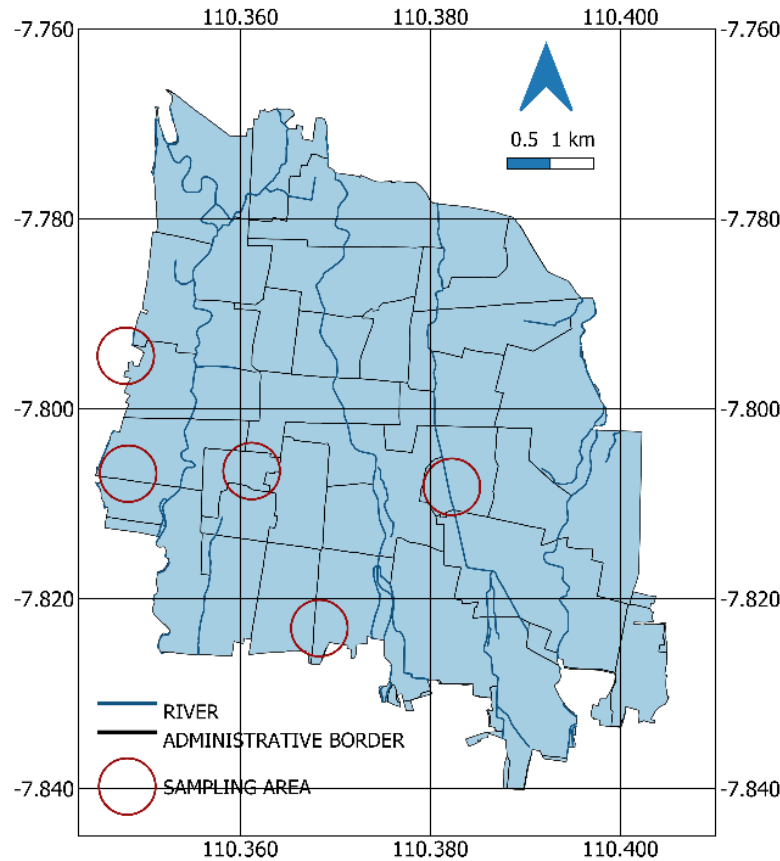 110.360 110.380 110.400
-7.760 -7.760
0.5 1 km
-7.780 -7.780
-7.800 -7.800
-7.820 -7.820
RIVER
ADMINISTRATIVE BORDER
SAMPLING AREA
-7.840 -7.840
110.360 110.380 110.400